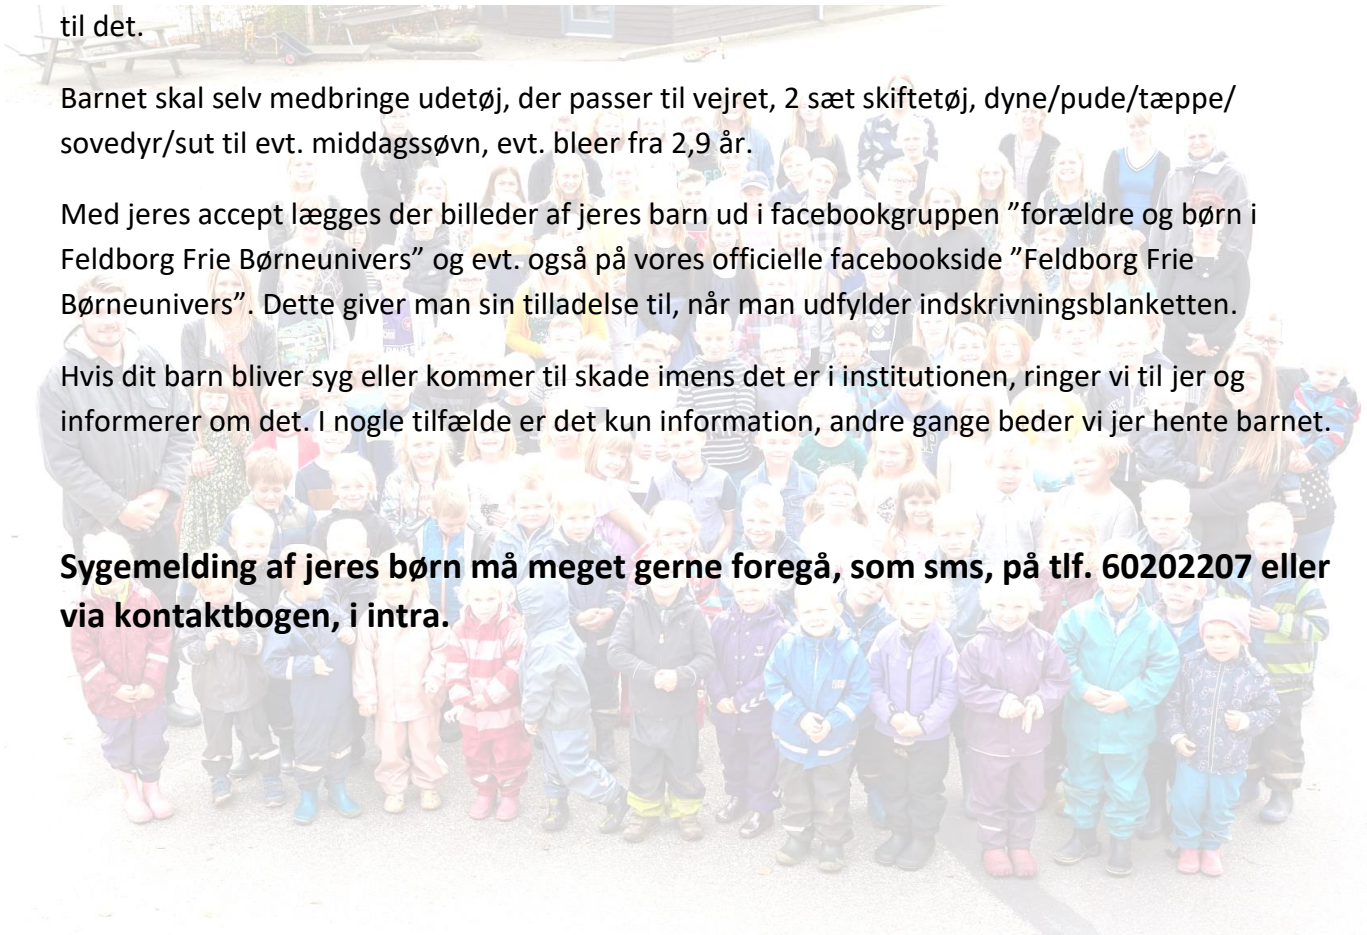 til det.
Barnet skal selv medbringe udetøj, der passer til vejret, 2 sæt skiftetøj, dyne/pude/tæppe/
sovedyr/sut til evt. middagssøvn, evt. bleer fra 2,9 år.
Med jeres accept lægges der billeder af jeres barn ud i facebookgruppen ”forældre og børn i
Feldborg Frie Børneunivers” og evt. også på vores officielle facebookside ”Feldborg Frie
Børneunivers”. Dette giver man sin tilladelse til, når man udfylder indskrivningsblanketten.
Hvis dit barn bliver syg eller kommer til skade imens det er i institutionen, ringer vi til jer og
informerer om det. I nogle tilfælde er det kun information, andre gange beder vi jer hente barnet.
Sygemelding af jeres børn må meget gerne foregå, som sms, på tlf. 60202207 eller
via kontaktbogen, i intra.